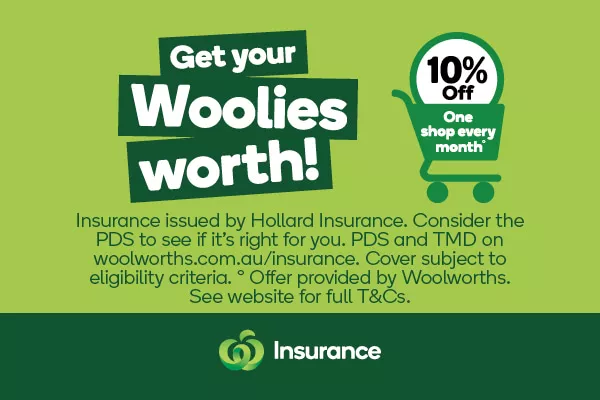 Get your
Woolies
worth!
10%
Off
One
shop every
month°
Insurance issued by Hollard Insurance. Consider the
PDS to see if it's right for you. PDS and TMD on
woolworths.com.au/insurance. Cover subject to
eligibility criteria. ° Offer provided by Woolworths.
See website for full T&Cs.
Insurance